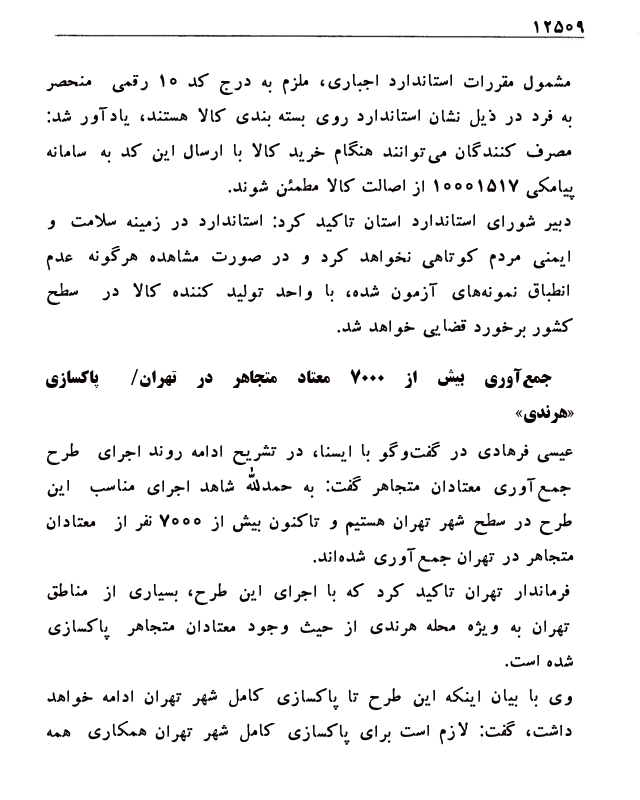 ۱۲۵۰۹
مشمول مقررات استاندارد اجباری، ملزم به درج کد ۱۰ رقمی منحصر
به فرد در ذیل نشان استاندارد روی بسته بندی کالا هستند، یادآور شد:
مصرف کنندگان می‌توانند هنگام خرید کالا با ارسال این کد به سامانه
پیامکی ۱۰۰۰۱۵۱۷ از اصالت کالا مطمئن شوند.
دبیر شورای استاندارد استان تاکید کرد: استاندارد در زمینه سلامت و
ایمنی مردم کوتاهی نخواهد کرد و در صورت مشاهده هرگونه عدم
انطباق نمونه‌های آزمون شده، با واحد تولید کننده کالا در سطح
کشور برخورد قضایی خواهد شد.
جمع‌آوری بیش از ۷۰۰۰ معتاد متجاهر در تهران/ پاکسازی
«هرندی»
عیسی فرهادی در گفت‌وگو با ایسنا، در تشریح ادامه روند اجرای طرح
جمع‌آوری معتادان متجاهر گفت: به حمدلله شاهد اجرای مناسب این
طرح در سطح شهر تهران هستیم و تاکنون بیش از ۷۰۰۰ نفر از معتادان
متجاهر در تهران جمع‌آوری شده‌اند.
فرماندار تهران تاکید کرد که با اجرای این طرح، بسیاری از مناطق
تهران به ویژه محله هرندی از حیث وجود معتادان متجاهر پاکسازی
شده است.
وی با بیان اینکه این طرح تا پاکسازی کامل شهر تهران ادامه خواهد
داشت، گفت: لازم است برای پاکسازی کامل شهر تهران همکاری همه